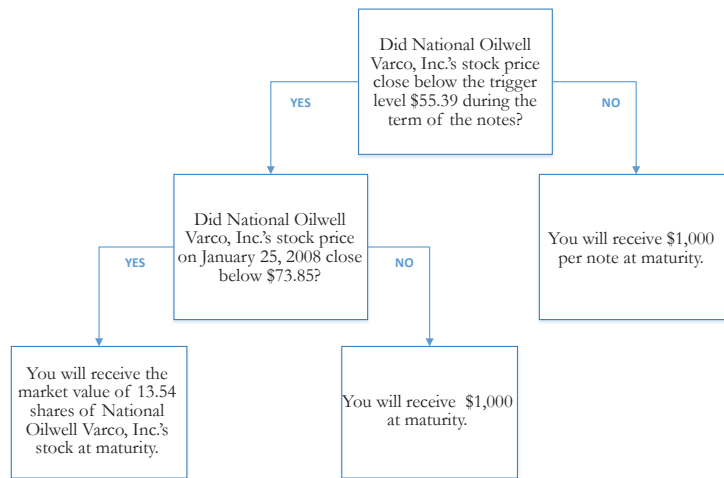 Did National Oilwell
Varco, Inc.'s stock price
close below the trigger
level $55.39 during the
term of the notes?
YES
NO
Did National Oilwell
Varco, Inc.'s stock price
on January 25, 2008 close
below $73.85?
You will receive $1,000
per note at maturity.
YES
NO
You will receive the
market value of 13.54
shares of National
Oilwell Varco, Inc.'s
stock at maturity.
You will receive $1,000
at maturity.